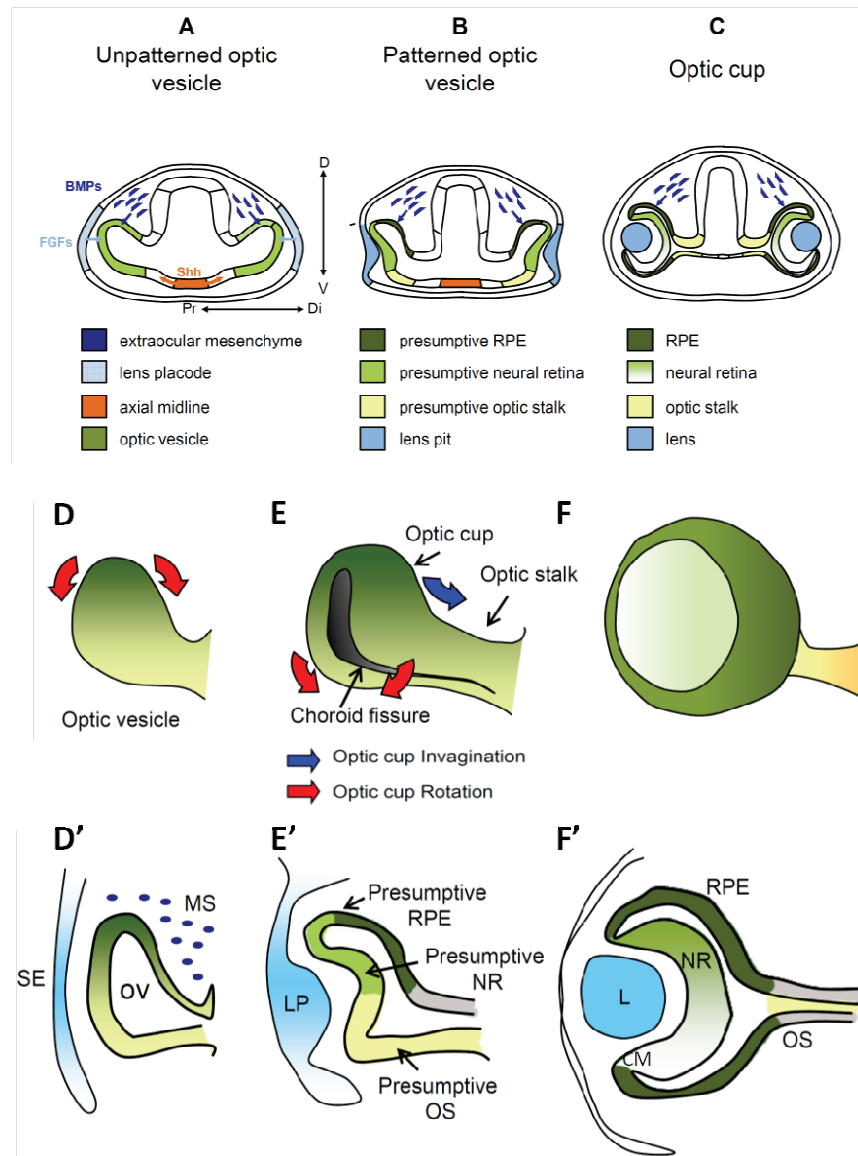 A
Unpatterned optic
vesicle
B
Patterned optic
vesicle
C
Optic cup
BMPs
FGFs
Shh
D
V
Pr
Di
extraocular mesenchyme
lens placode
axial midline
optic vesicle
presumptive RPE
presumptive neural retina
presumptive optic stalk
lens pit
RPE
neural retina
optic stalk
lens
D
Optic vesicle
E
Optic cup
Optic stalk
Choroid fissure
Optic cup Invagination
Optic cup Rotation
F
D'
MS
SE
OV
E'
Presumptive
RPE
Presumptive
NR
LP
Presumptive
OS
F'
RPE
NR
L
CM
OS